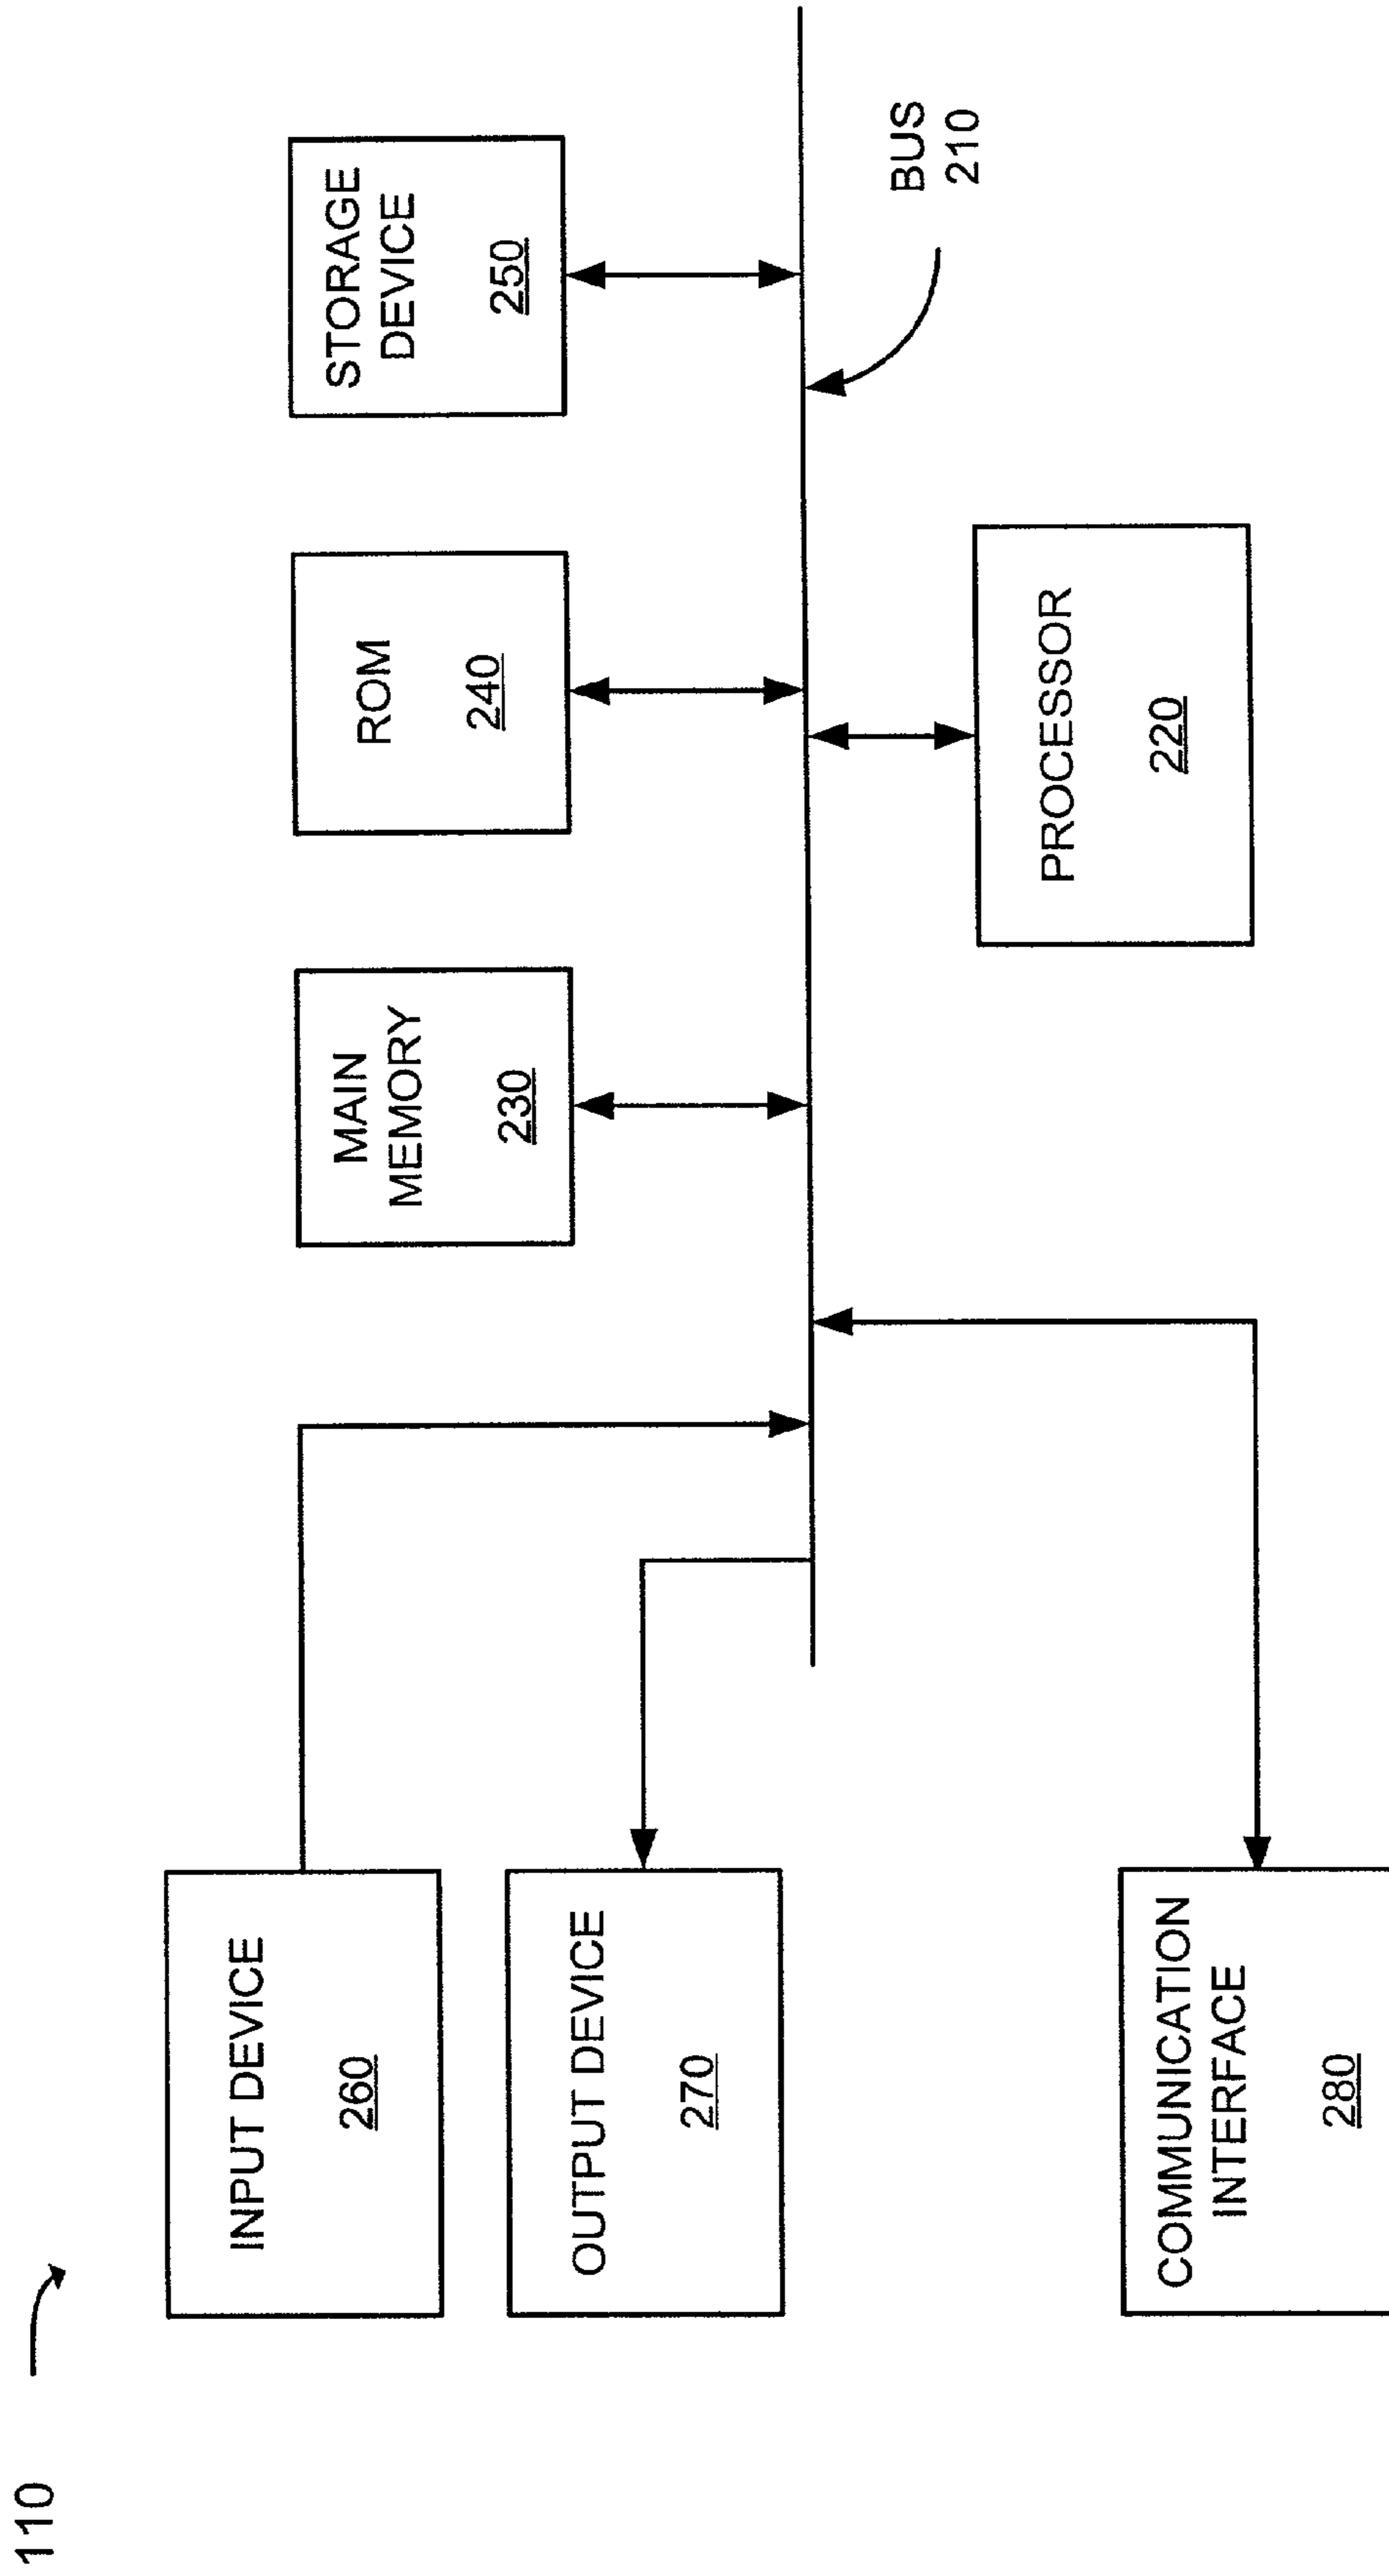 110
INPUT DEVICE
260
OUTPUT DEVICE
270
COMMUNICATION
INTERFACE
280
MAIN
MEMORY
230
ROM
240
STORAGE
DEVICE
250
PROCESSOR
220
BUS
210